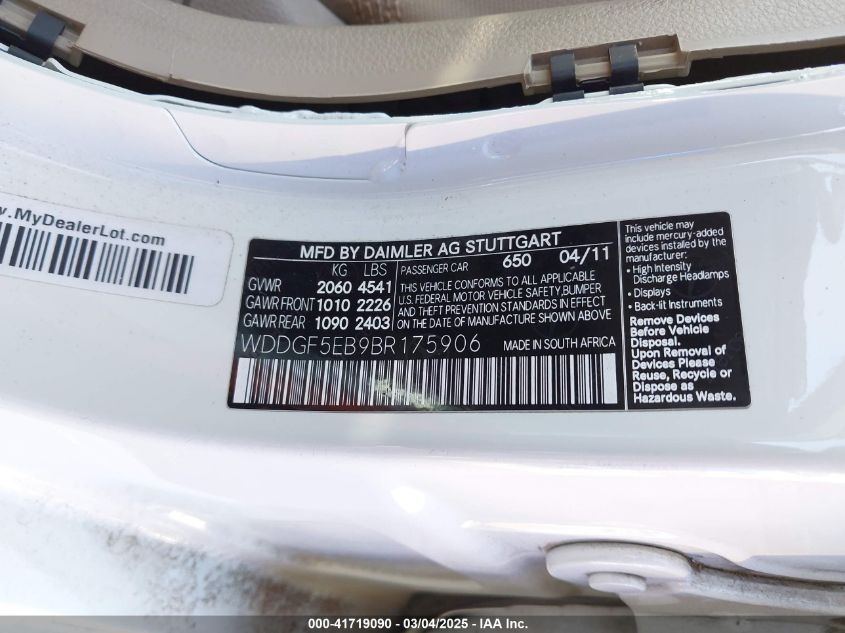 .MyDealerLot.com
MFD BY DAIMLER AG STUTTGART
KG LBS
GVWR 2060 4541
GAWR FRONT 1010 2226
GAWR REAR 1090 2403
PASSENGER CAR 650 04/11
THIS VEHICLE CONFORMS TO ALL APPLICABLE
U.S. FEDERAL MOTOR VEHICLE SAFETY,BUMPER
AND THEFT PREVENTION STANDARDS IN EFFECT
ON DATE OF MANUFACTURE SHOWN ABOVE
WDDGF5EB9BR175906 MADE IN SOUTH AFRICA
This vehicle may
include mercury-added
devices installed by the
manufacturer:
• High Intensity
Discharge Headlamps
• Displays
• Back-lit Instruments
Remove Devices
Before Vehicle
Disposal.
Upon Removal of
Devices Please
Reuse, Recycle or
Dispose as
Hazardous Waste.
000-41719090 - 03/04/2025 - IAA Inc.